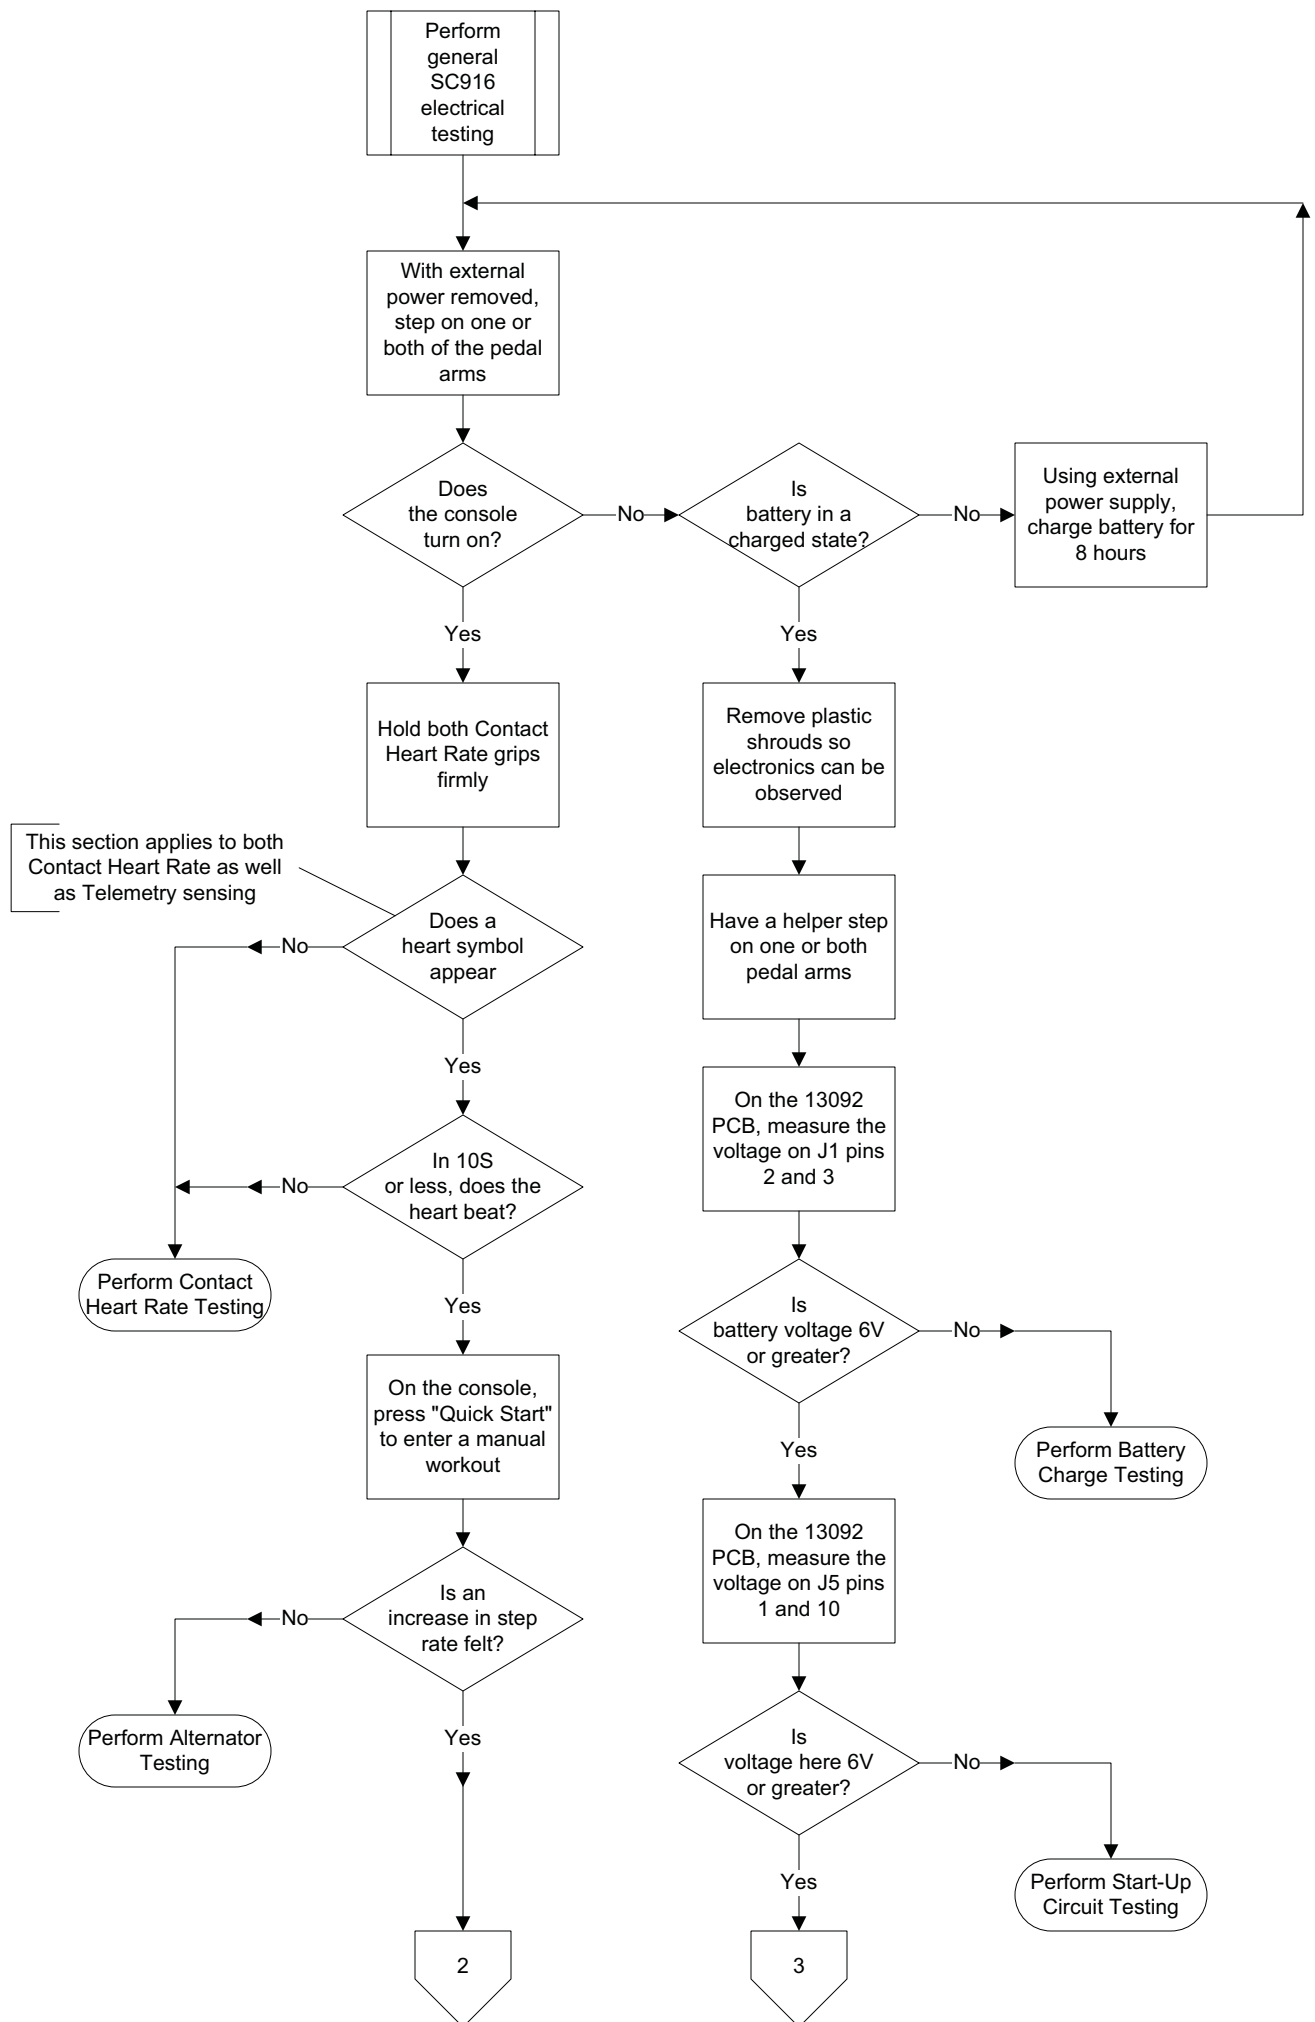 Perform
general
SC916
electrical
testing
With external
power removed,
step on one or
both of the pedal
arms
Does
the console
turn on?
No
Is
battery in a
charged state?
No
Using external
power supply,
charge battery for
8 hours
Yes
Yes
Hold both Contact
Heart Rate grips
firmly
Remove plastic
shrouds so
electronics can be
observed
This section applies to both
Contact Heart Rate as well
as Telemetry sensing
Does a
heart symbol
appear
No
Have a helper step
on one or both
pedal arms
Yes
On the 13092
PCB, measure the
voltage on J1 pins
2 and 3
In 10S
or less, does the
heart beat?
No
Perform Contact
Heart Rate Testing
Yes
Is
battery voltage 6V
or greater?
No
On the console,
press "Quick Start"
to enter a manual
workout
Yes
Perform Battery
Charge Testing
On the 13092
PCB, measure the
voltage on J5 pins
1 and 10
Is an
increase in step
rate felt?
No
Perform Alternator
Testing
Yes
Is
voltage here 6V
or greater?
No
Yes
Perform Start-Up
Circuit Testing
2
3